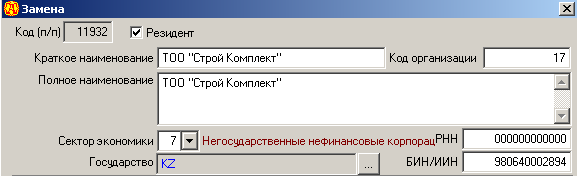 Замена
Код (п/п) 11932 Резидент
Краткое наименование ТОО "Строй Комплект" Код организации 17
Полное наименование ТОО "Строй Комплект"
Сектор экономики 7 Негосударственные нефинансовые корпорац РНН 000000000000
Государство KZ ... БИН/ИИН 980640002894